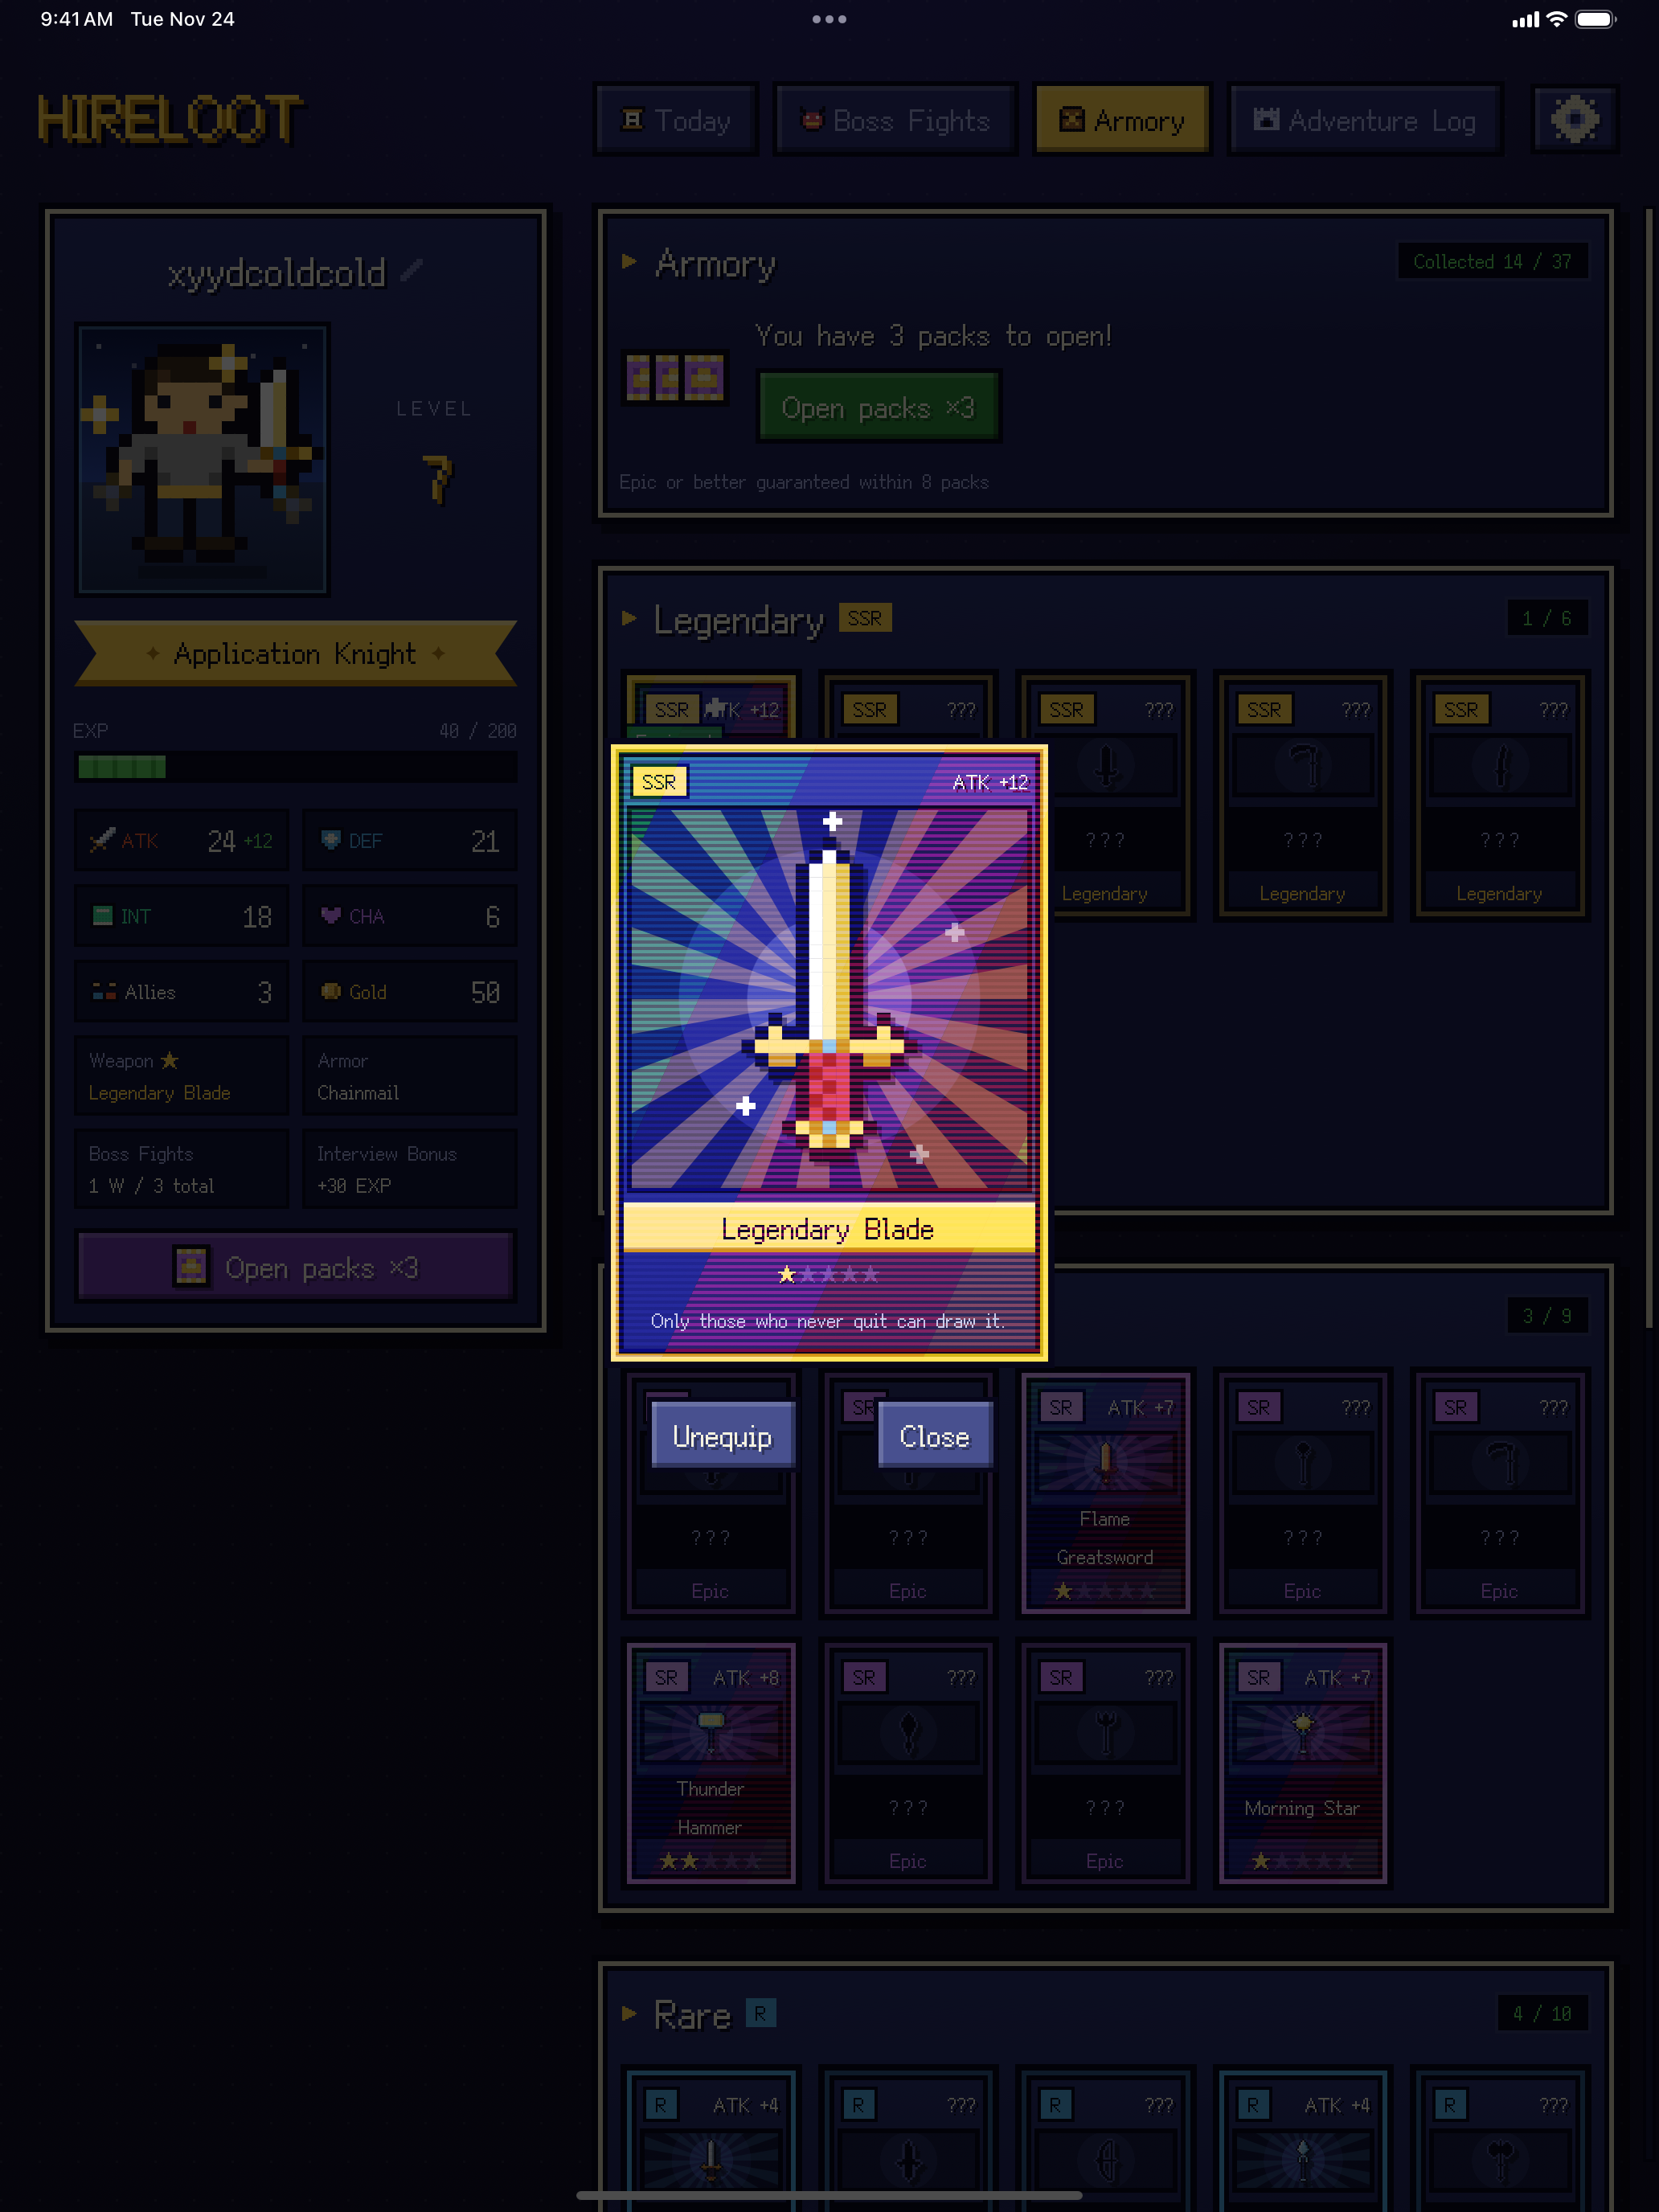 9:41 AM Tue Nov 24
HIRELOOT
Today
Boss Fights
Armory
Adventure Log
xyydcoldcold
LEVEL
7
Application Knight
EXP
40 / 200
ATK 24 +12
DEF 21
INT 18
CHA 6
Allies 3
Gold 50
Weapon
Legendary Blade
Armor
Chainmail
Boss Fights
1 W / 3 total
Interview Bonus
+30 EXP
Open packs ×3
Armory
Collected 14 / 37
You have 3 packs to open!
Open packs ×3
Epic or better guaranteed within 8 packs
Legendary SSR
1 / 6
SSR ATK +12
SSR ???
SSR ???
SSR ???
SSR ???
???
Legendary
???
Legendary
???
Legendary
SSR
ATK +12
Legendary Blade
Only those who never quit can draw it.
Unequip
Close
3 / 9
???
Epic
SR
???
Epic
SR ATK +7
Flame
Greatsword
SR ???
???
Epic
SR ???
???
Epic
SR ATK +8
Thunder
Hammer
SR ???
???
Epic
SR ???
???
Epic
SR ATK +7
Morning Star
Rare R
4 / 10
R ATK +4
R ???
R ???
R ATK +4
R ???